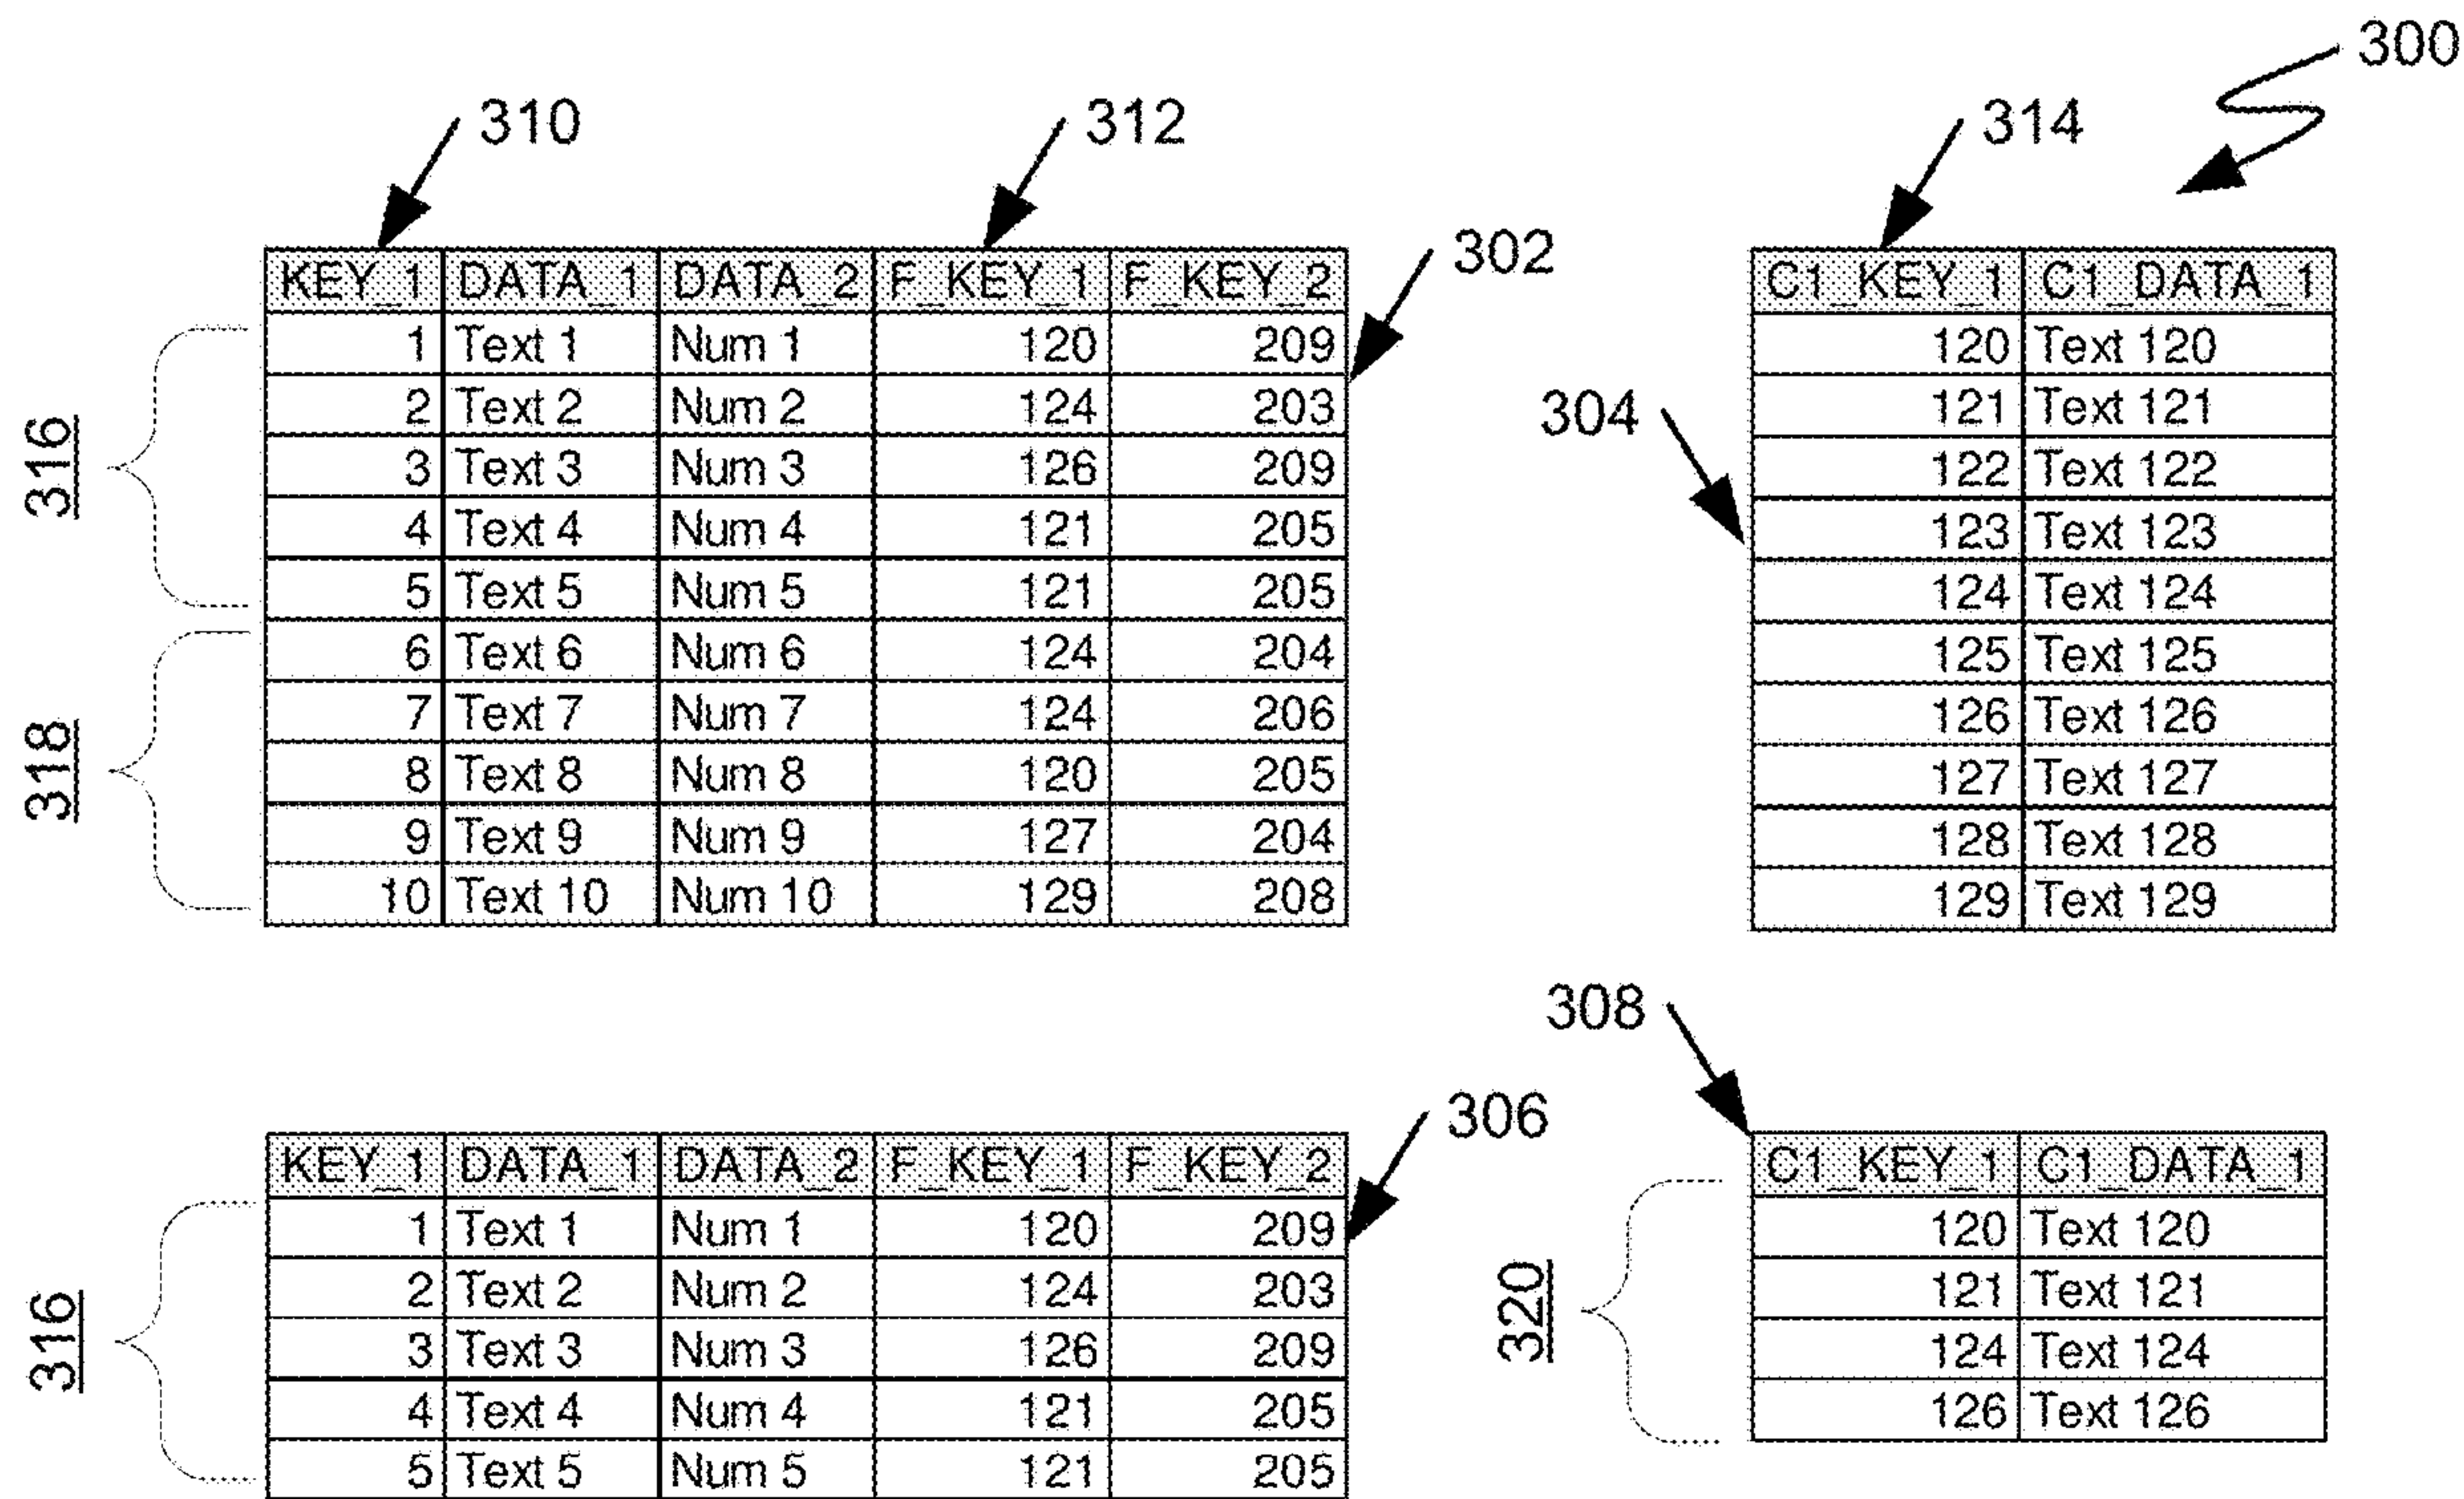 300
310 312 314
302
KEY_1 DATA_1 DATA_2 F_KEY_1 F_KEY_2
1 Text 1 Num 1 120 209
2 Text 2 Num 2 124 203
3 Text 3 Num 3 126 209
4 Text 4 Num 4 121 205
5 Text 5 Num 5 121 205
6 Text 6 Num 6 124 204
7 Text 7 Num 7 124 206
8 Text 8 Num 8 120 205
9 Text 9 Num 9 127 204
10 Text 10 Num 10 129 208
316
318
304
C1_KEY_1 C1_DATA_1
120 Text 120
121 Text 121
122 Text 122
123 Text 123
124 Text 124
125 Text 125
126 Text 126
127 Text 127
128 Text 128
129 Text 129
306
KEY_1 DATA_1 DATA_2 F_KEY_1 F_KEY_2
1 Text 1 Num 1 120 209
2 Text 2 Num 2 124 203
3 Text 3 Num 3 126 209
4 Text 4 Num 4 121 205
5 Text 5 Num 5 121 205
316
308
C1_KEY_1 C1_DATA_1
120 Text 120
121 Text 121
124 Text 124
126 Text 126
320